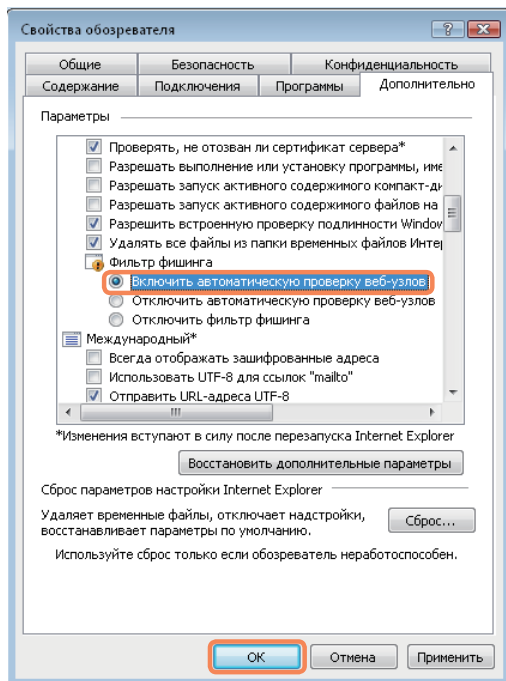 Свойства обозревателя
Общие Безопасность Конфиденциальность
Содержание Подключения Программы Дополнительно
Параметры
Проверять, не отозван ли сертификат сервера*
Разрешать выполнение или установку программы, име
Разрешать запуск активного содержимого компакт-ди
Разрешать запуск активного содержимого файлов на
Разрешить встроенную проверку подлинности Window
Удалять все файлы из папки временных файлов Интер
Фильтр фишинга
Включить автоматическую проверку веб-узлов
Отключить автоматическую проверку веб-узлов
Отключить фильтр фишинга
Международный*
Всегда отображать зашифрованные адреса
Использовать UTF-8 для ссылок "mailto"
Отправить URL-адреса UTF-8
*Изменения вступают в силу после перезапуска Internet Explorer
Восстановить дополнительные параметры
Сброс параметров настройки Internet Explorer
Удаляет временные файлы, отключает надстройки,
восстанавливает параметры по умолчанию.
Сброс...
Используйте сброс только если обозреватель неработоспособен.
ОК Отмена Применить